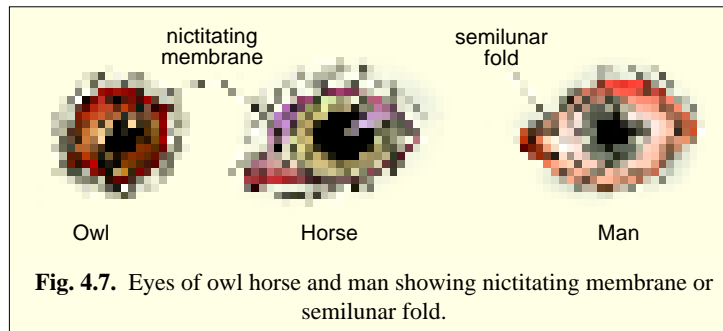 nictitating
membrane
semilunar
fold
Owl
Horse
Man
Fig. 4.7. Eyes of owl horse and man showing nictitating membrane or
semilunar fold.